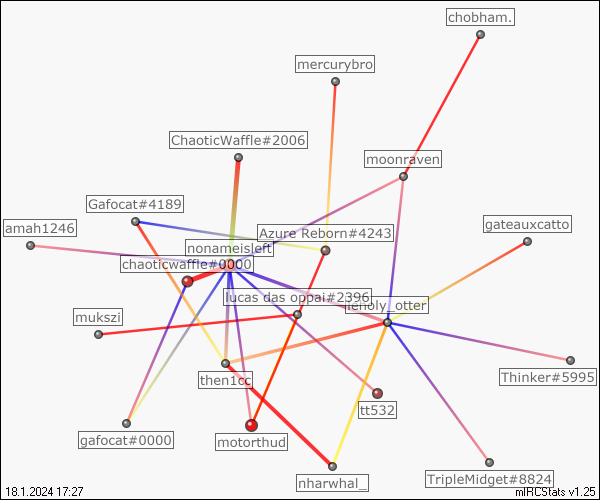 chobham.
mercurybro
ChaoticWaffle#2006
moonraven
Gafocat#4189
amah1246
Azure Reborn#4243
gateauxcatto
nonameisleft
chaoticwaffle#0000
lucas das oppai#2396
_otter
mukszi
then1cc
Thinker#5995
tt532
gafocat#0000
motorthud
nharwhal_
TripleMidget#8824
18.1.2024 17:27
mIRCStats v1.25